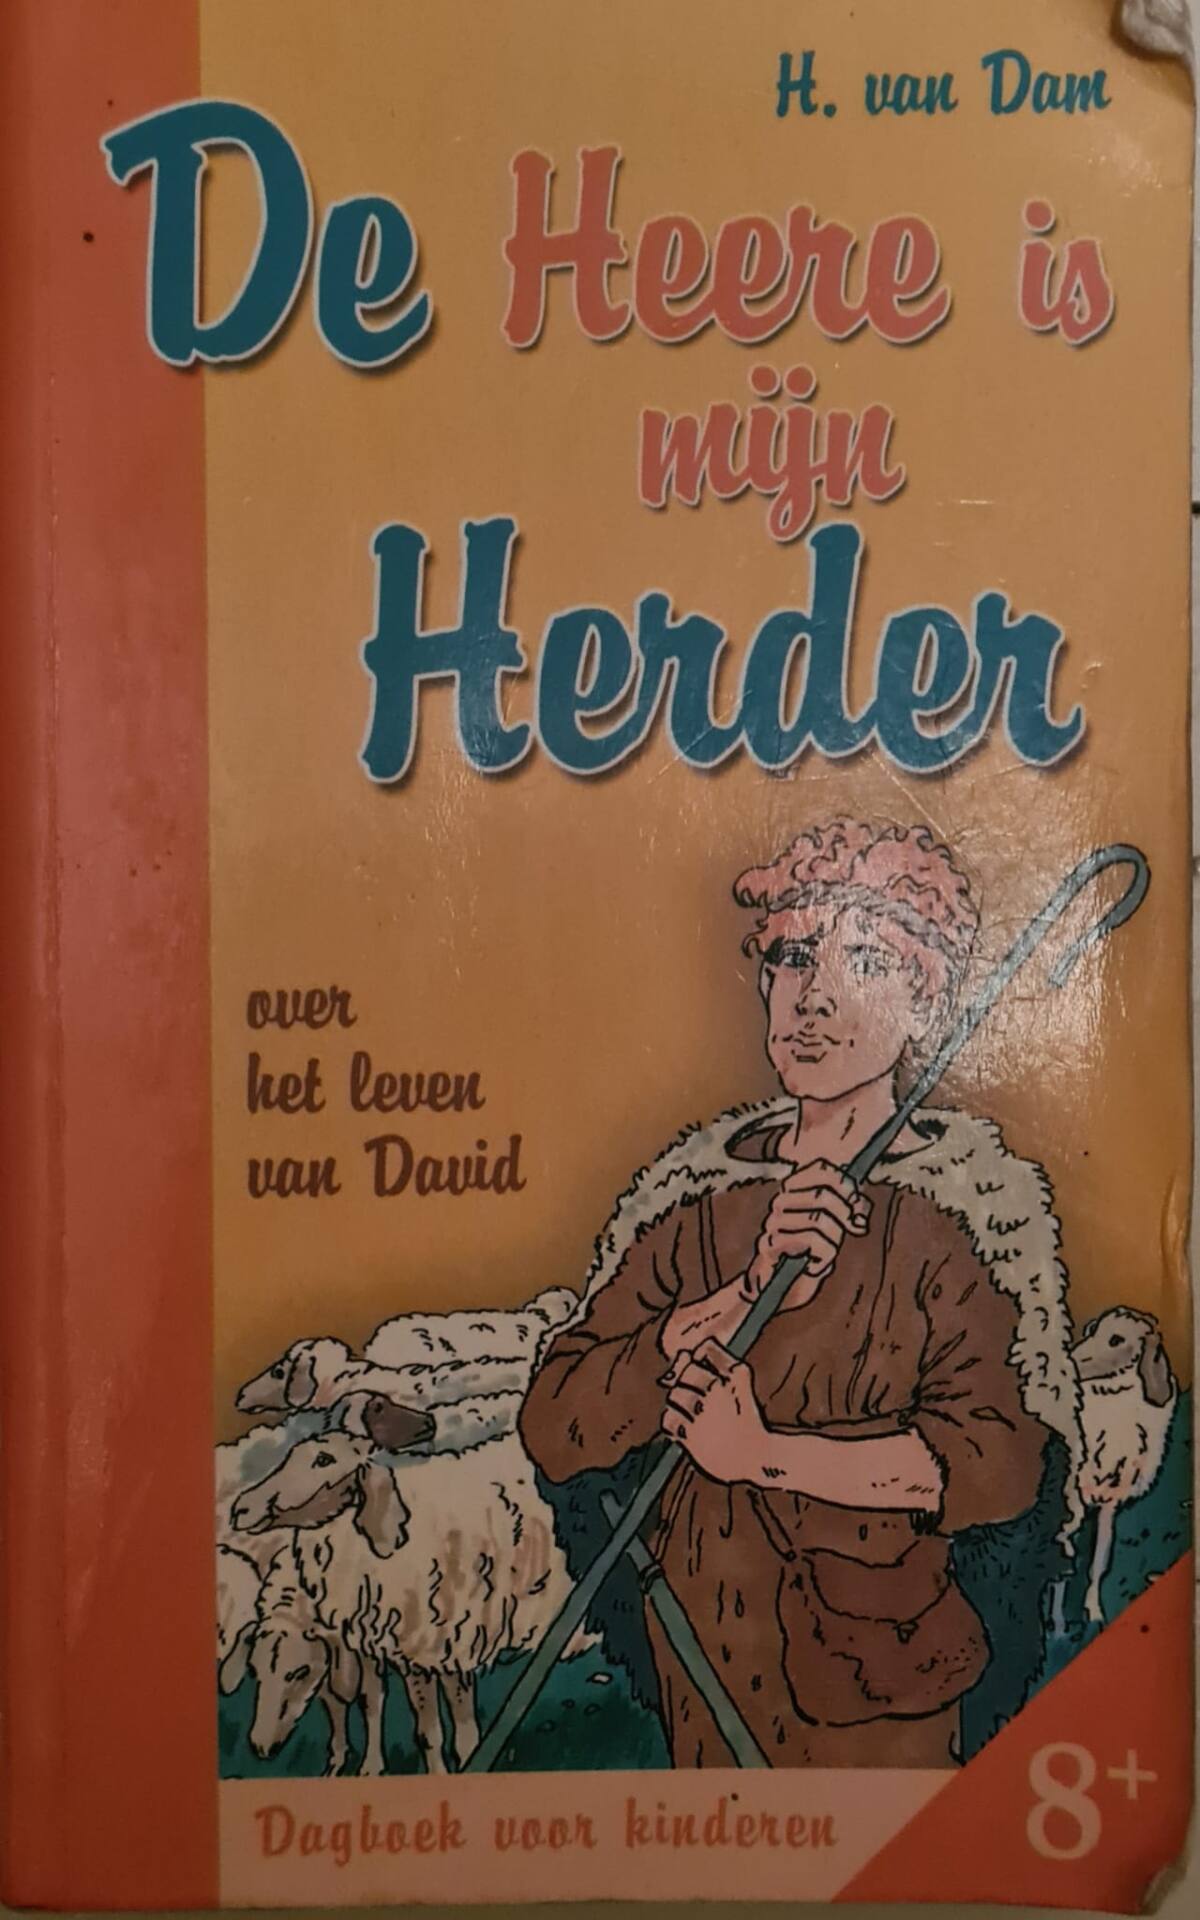 H. van Dam
De Heere is
mijn
Herder
over
het leven
van David
Dagboek voor kinderen
8+